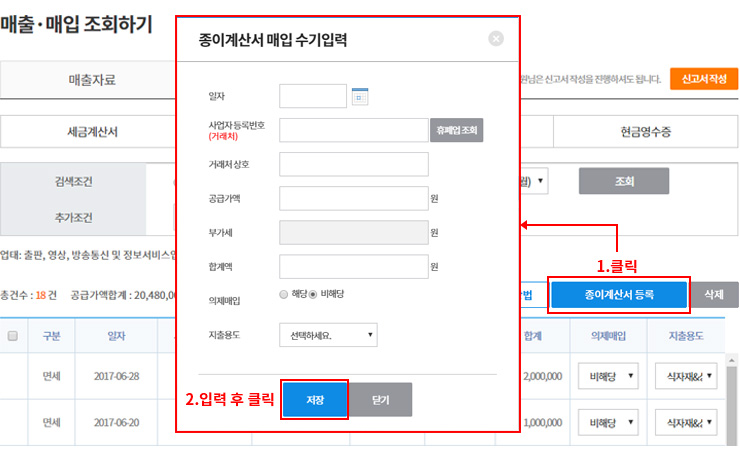 매출·매입 조회하기
매출자료
원님은 신고서 작성을 진행하셔도 됩니다.
신고서 작성
세금계산서
현금영수증
검색조건
월)
조회
추가조건
업태: 출판, 영상, 방송통신 및 정보서비스업
총건수 : 18 건 공급가액합계 : 20,480,00
종이계산서 등록
삭제
1.클릭
구분
일자
합계
의제매입
지출용도
면세
2017-06-28
2,000,000
비해당
식자재&
면세
2017-06-20
1,000,000
비해당
식자재&
종이계산서 매입 수기입력
일자
사업자 등록번호
(거래처)
휴폐업 조회
거래처 상호
공급가액
원
부가세
원
합계액
원
의제매입
해당
비해당
지출용도
선택하세요.
2.입력 후 클릭
저장
닫기